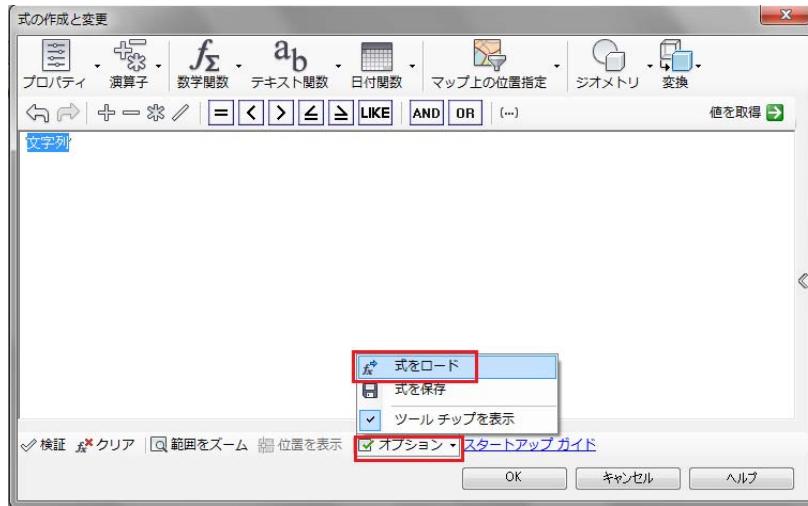 式の作成と変更
プロパティ 演算子 数学関数 テキスト関数 日付関数 マップ上の位置指定 ジオメトリ 変換
= < > ≤ ≥ LIKE AND OR (...) 値を取得
'文字列'
式をロード
式を保存
ツール チップを表示
検証 クリア 範囲をズーム 位置を表示 オプション スタートアップ ガイド
OK キャンセル ヘルプ